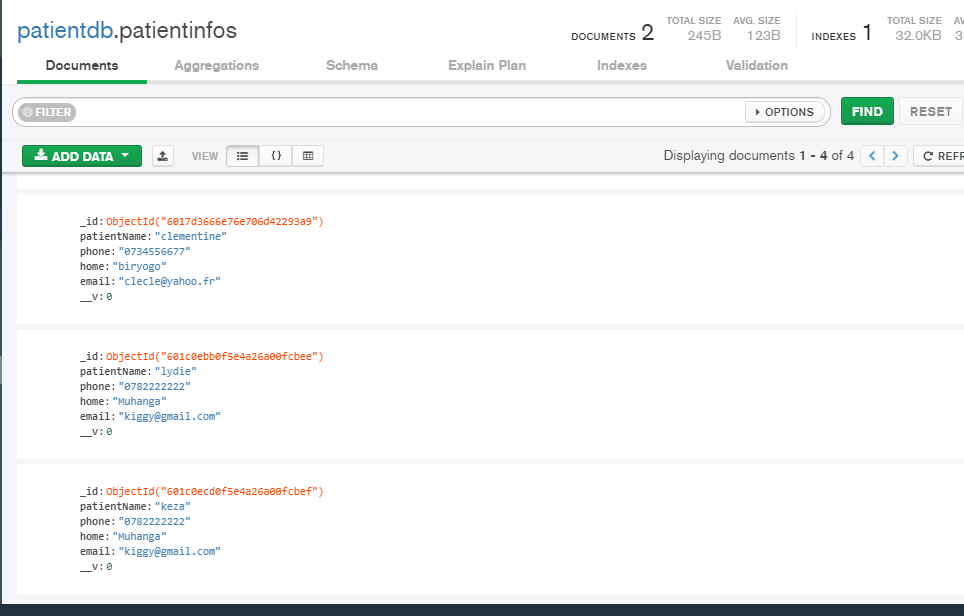 patientdb.patientinfos
DOCUMENTS 2 TOTAL SIZE 245B AVG. SIZE 123B INDEXES 1 TOTAL SIZE 32.0KB
Documents Aggregations Schema Explain Plan Indexes Validation
FILTER OPTIONS FIND RESET
ADD DATA VIEW {} Displaying documents 1 - 4 of 4 < > REFR
_id: ObjectId("6017d3666e76e706d42293a9")
patientName: "clementine"
phone: "0734556677"
home: "biryogo"
email: "clecle@yahoo.fr"
__v: 0
_id: ObjectId("601c0ebb0f5e4a26a00fcbee")
patientName: "lydie"
phone: "0782222222"
home: "Muhanga"
email: "kiggy@gmail.com"
__v: 0
_id: ObjectId("601c0ecd0f5e4a26a00fcbef")
patientName: "keza"
phone: "0782222222"
home: "Muhanga"
email: "kiggy@gmail.com"
__v: 0